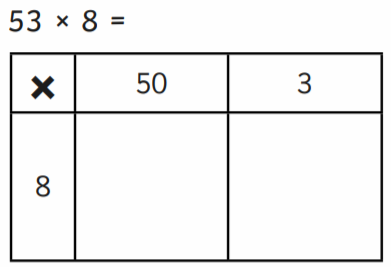 53 × 8 =
× 50 3
8